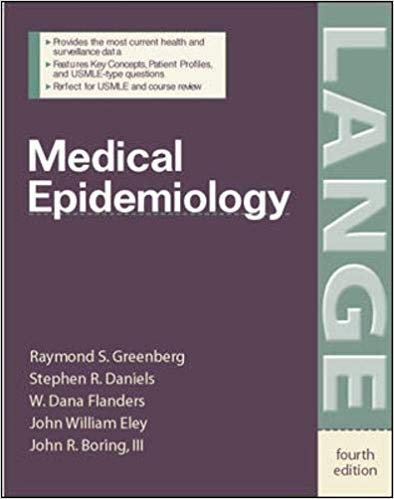 ▸ Provides the most current health and
surveillance data
▸ Features Key Concepts, Patient Profiles,
and USMLE-type questions
▸ Perfect for USMLE and course review
LANGE
Medical
Epidemiology
Raymond S. Greenberg
Stephen R. Daniels
W. Dana Flanders
John William Eley
John R. Boring, III
fourth
edition